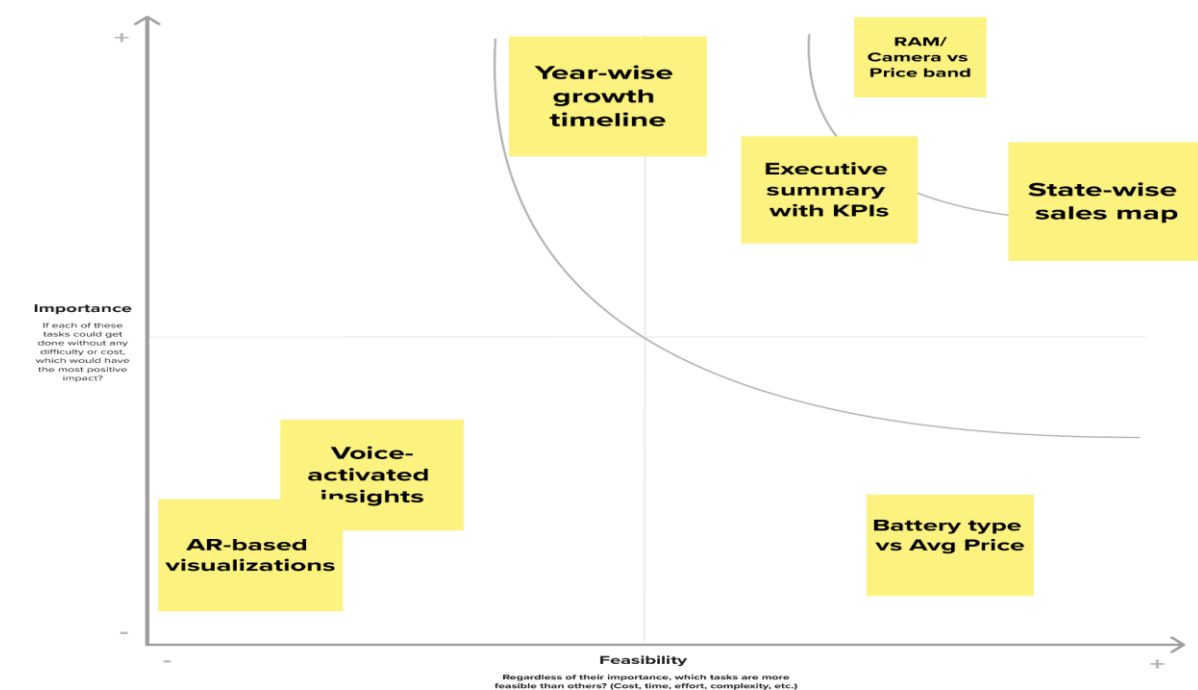 +
RAM/
Camera vs
Price band
Year-wise
growth
timeline
Executive
summary
with KPIs
State-wise
sales map
Importance
If each of these
tasks could get
done without any
difficulty or cost,
which would have
the most positive
impact?
Voice-
activated
insights
AR-based
visualizations
Battery type
vs Avg Price
-
-
Feasibility
+
Regardless of their importance, which tasks are more
feasible than others? (Cost, time, effort, complexity, etc.)